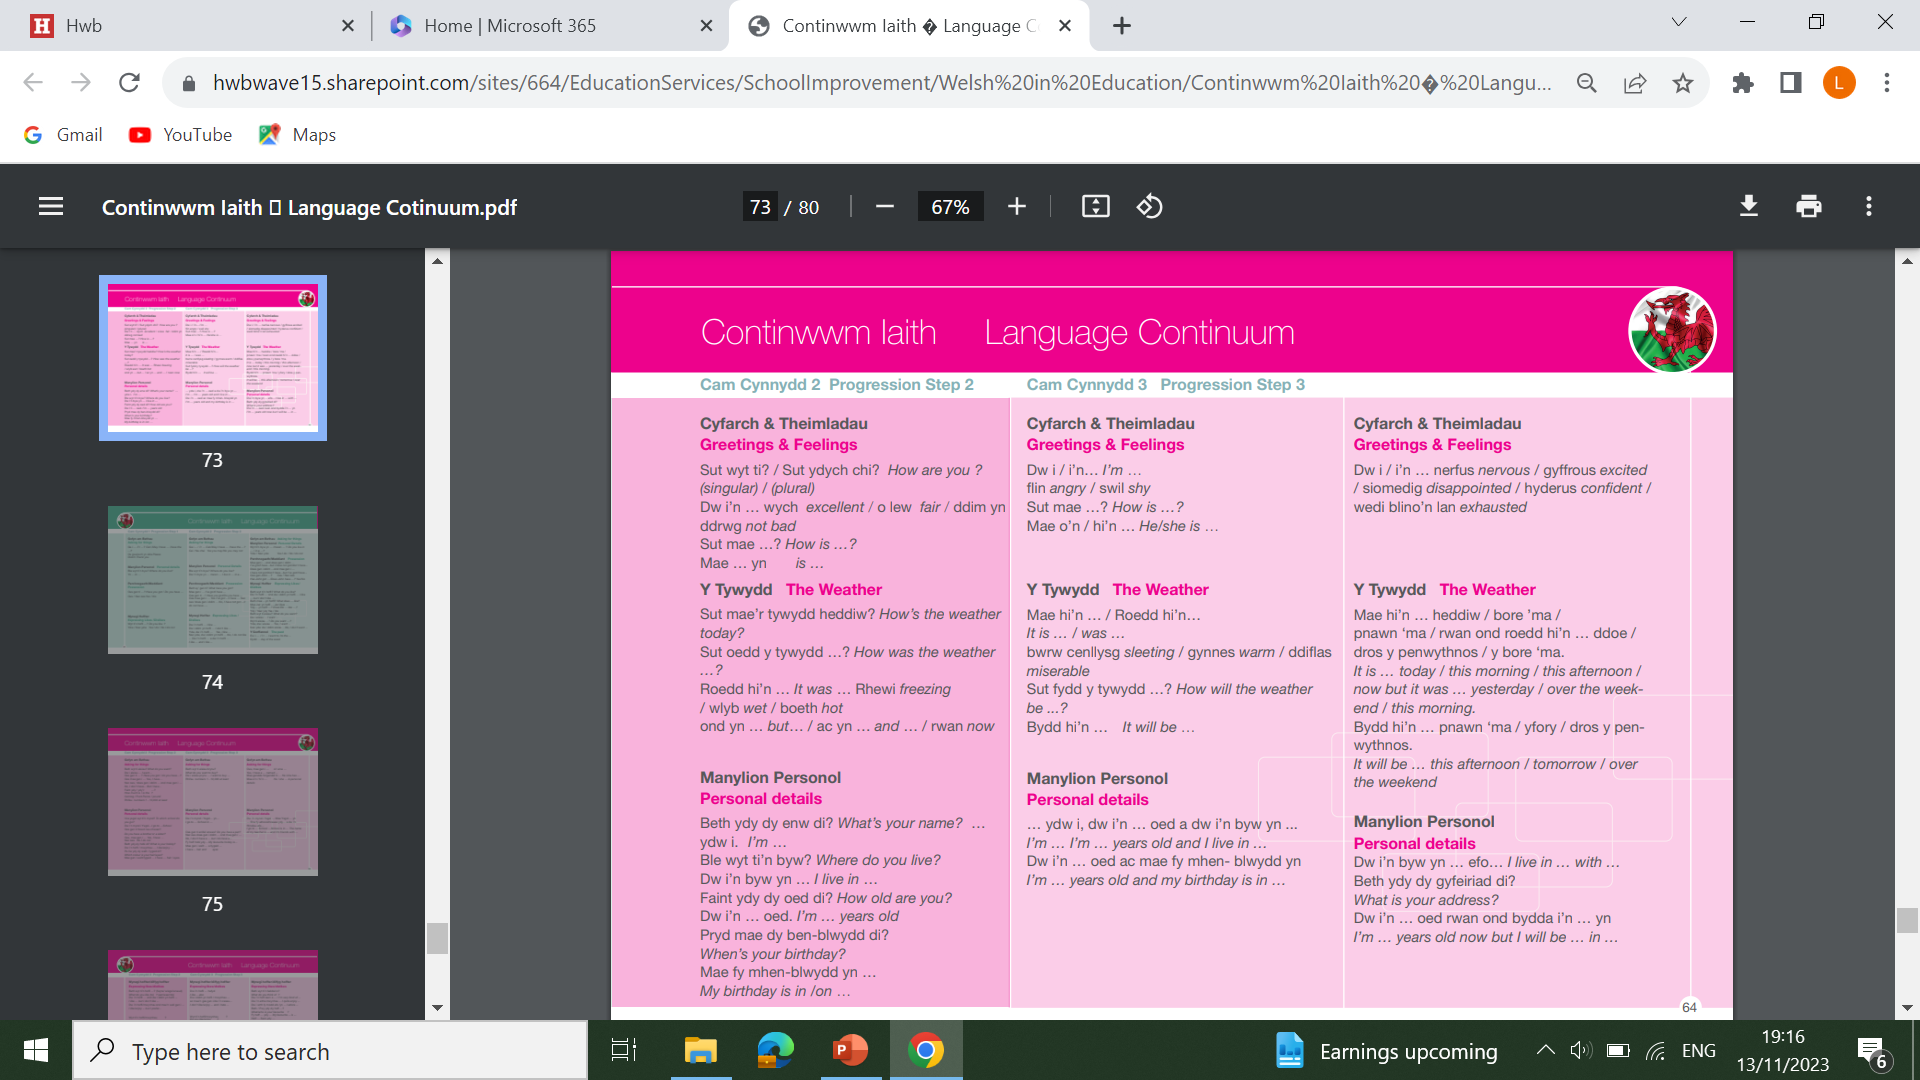 Hwb
Home | Microsoft 365
Continwwm Iaith � Language C
hwbwave15.sharepoint.com/sites/664/EducationServices/SchoolImprovement/Welsh%20in%20Education/Continwwm%20Iaith%20�%20Langu...
L
Gmail
YouTube
Maps
Continwwm Iaith ▯ Language Cotinuum.pdf
73 / 80
67%
73
74
75
Continwwm Iaith Language Continuum
Cam Cynnydd 2 Progression Step 2
Cam Cynnydd 3 Progression Step 3
Cyfarch & Theimladau
Greetings & Feelings
Sut wyt ti? / Sut ydych chi? How are you ?
(singular) / (plural)
Dw i’n … wych excellent / o lew fair / ddim yn
ddrwg not bad
Sut mae …? How is …?
Mae … yn is …
Y Tywydd The Weather
Sut mae’r tywydd heddiw? How’s the weather
today?
Sut oedd y tywydd …? How was the weather
…?
Roedd hi’n … It was … Rhewi freezing
/ wlyb wet / boeth hot
ond yn … but… / ac yn … and … / rwan now
Manylion Personol
Personal details
Beth ydy dy enw di? What’s your name? …
ydw i. I’m …
Ble wyt ti’n byw? Where do you live?
Dw i’n byw yn … I live in …
Faint ydy dy oed di? How old are you?
Dw i’n … oed. I’m … years old
Pryd mae dy ben-blwydd di?
When’s your birthday?
Mae fy mhen-blwydd yn …
My birthday is in /on …
Cyfarch & Theimladau
Greetings & Feelings
Dw i / i’n… I’m …
flin angry / swil shy
Sut mae …? How is …?
Mae o’n / hi’n … He/she is …
Y Tywydd The Weather
Mae hi’n … / Roedd hi’n…
It is … / was …
bwrw cenllysg sleeting / gynnes warm / ddiflas
miserable
Sut fydd y tywydd …? How will the weather
be ...?
Bydd hi’n … It will be …
Manylion Personol
Personal details
… ydw i, dw i’n … oed a dw i’n byw yn ...
I’m … I’m … years old and I live in …
Dw i’n … oed ac mae fy mhen- blwydd yn
I’m … years old and my birthday is in …
Cyfarch & Theimladau
Greetings & Feelings
Dw i / i’n … nerfus nervous / gyffrous excited
/ siomedig disappointed / hyderus confident /
wedi blino’n lan exhausted
Y Tywydd The Weather
Mae hi’n … heddiw / bore ’ma /
pnawn ‘ma / rwan ond roedd hi’n … ddoe /
dros y penwythnos / y bore ‘ma.
It is … today / this morning / this afternoon /
now but it was … yesterday / over the week-
end / this morning.
Bydd hi’n … pnawn ‘ma / yfory / dros y pen-
wythnos.
It will be … this afternoon / tomorrow / over
the weekend
Manylion Personol
Personal details
Dw i’n byw yn … efo… I live in … with …
Beth ydy dy gyfeiriad di?
What is your address?
Dw i’n … oed rwan ond bydda i’n … yn
I’m … years old now but I will be … in …
64
Type here to search
Earnings upcoming
ENG
19:16
13/11/2023
6